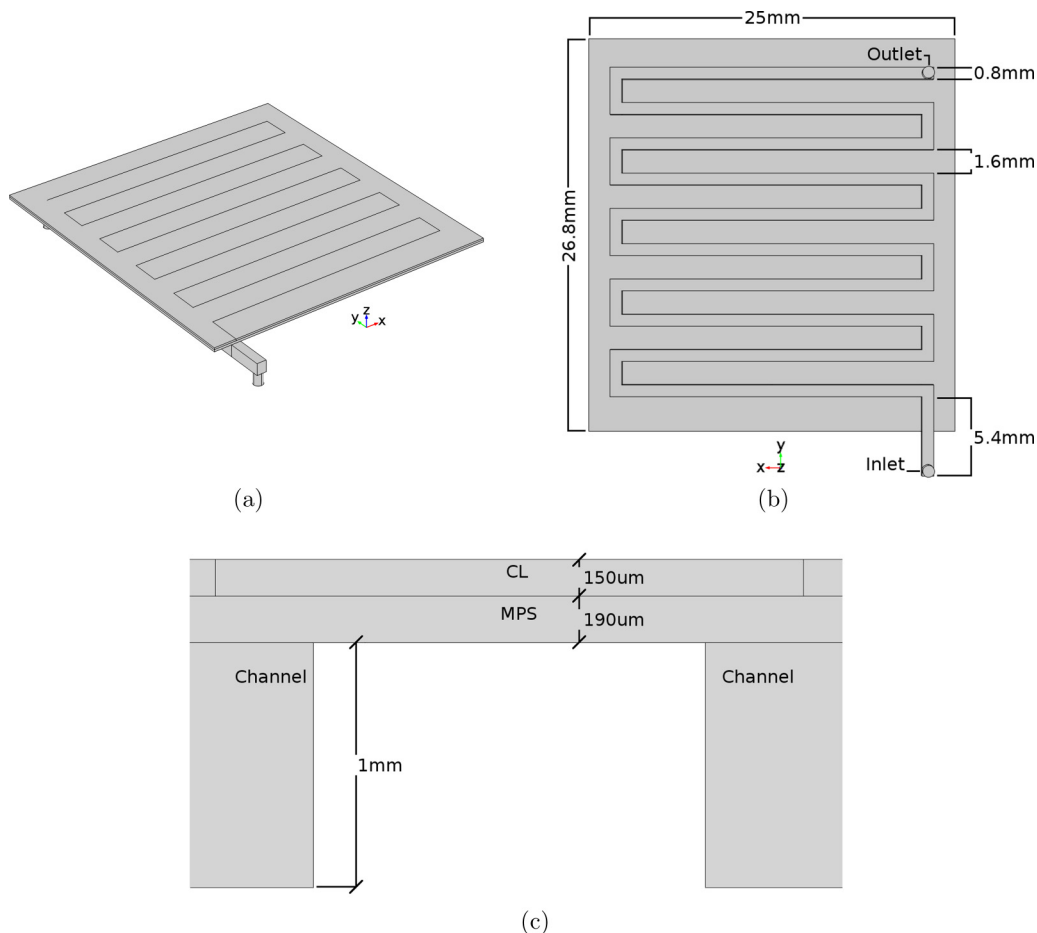 25mm
Outlet
0.8mm
1.6mm
26.8mm
z
y
x
5.4mm
y
x
z
Inlet
(a)
(b)
CL
150um
MPS
190um
Channel
Channel
1mm
(c)